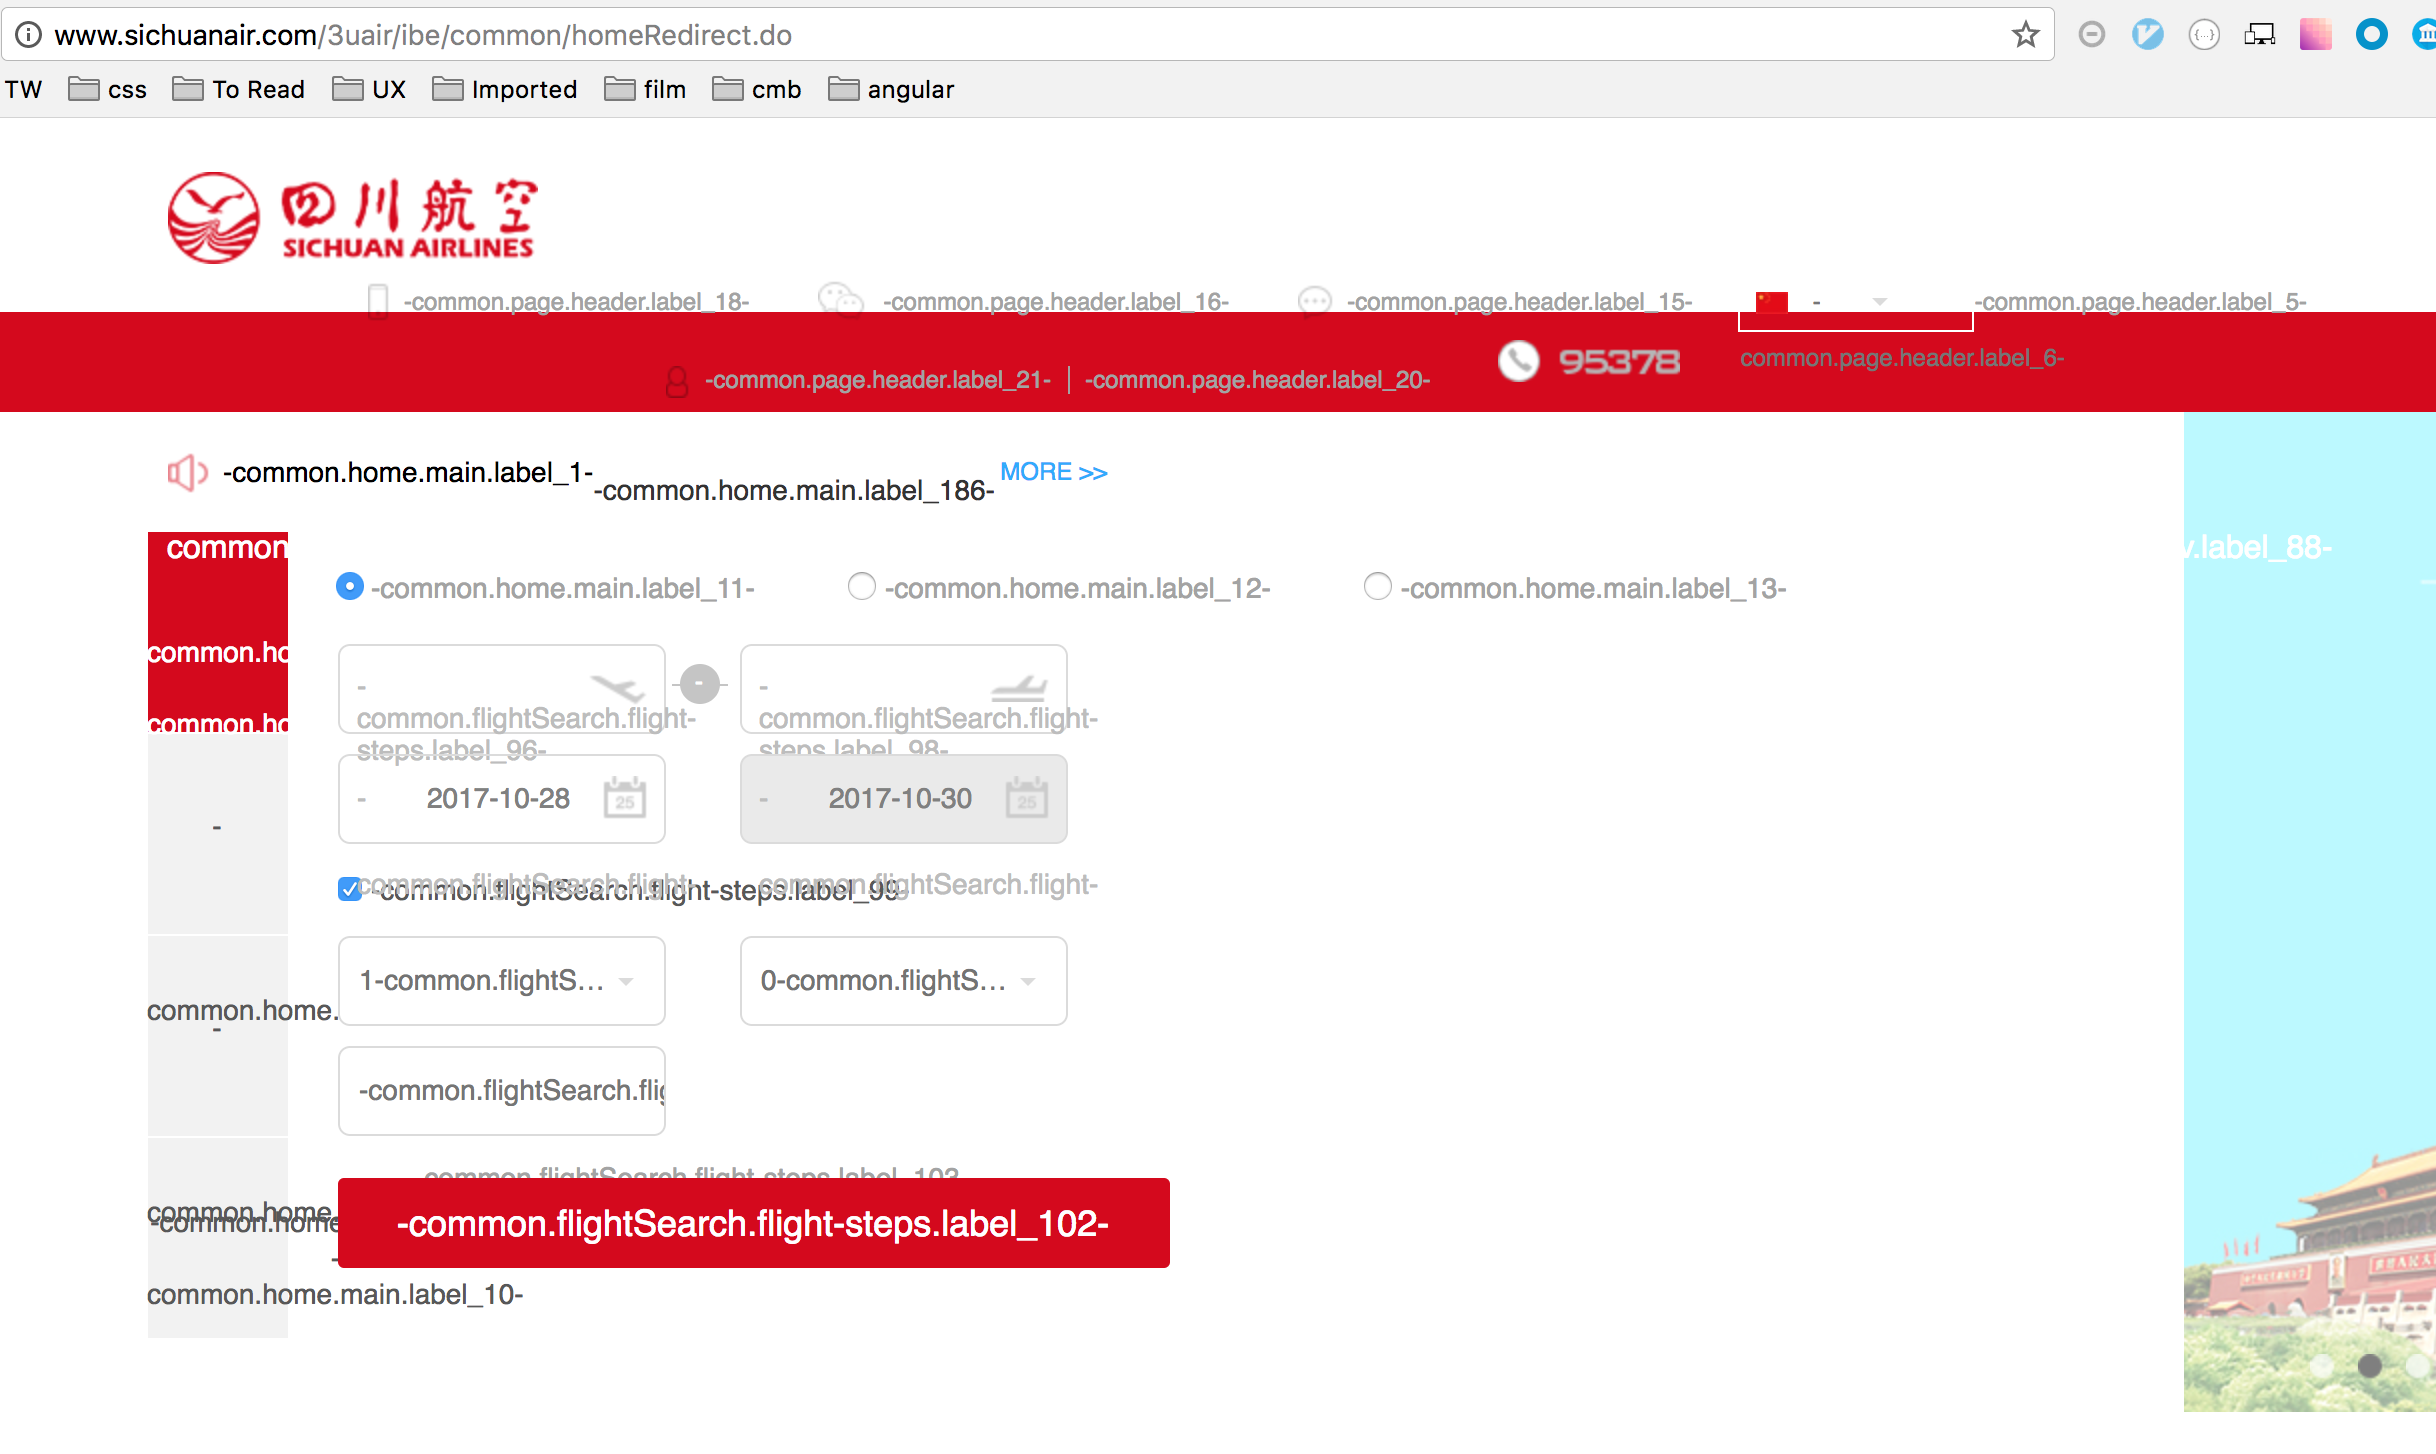 www.sichuanair.com/3uair/ibe/common/homeRedirect.do
TW css To Read UX Imported film cmb angular
四川航空
SICHUAN AIRLINES
-common.page.header.label_18- -common.page.header.label_16- -common.page.header.label_15- - -common.page.header.label_5-
95378 common.page.header.label_6-
-common.page.header.label_21- -common.page.header.label_20-
-common.home.main.label_1- -common.home.main.label_186- MORE >>
common v.label_88-
-common.home.main.label_11- -common.home.main.label_12- -common.home.main.label_13-
common.ho
- - -
common.flightSearch.flight- common.flightSearch.flight-
common.ho
steps.label_96- steps.label_98-
- 2017-10-28 25 - 2017-10-30 25
-
common.flightSearch.flight- common.flightSearch.flight-
-common.flightSearch.flight-steps.label_99-
1-common.flightS... 0-common.flightS...
common.home.
-
-common.flightSearch.flig
common.flightSearch.flight-steps.label_103
common.home.
-common.home
-common.flightSearch.flight-steps.label_102-
-
common.home.main.label_10-